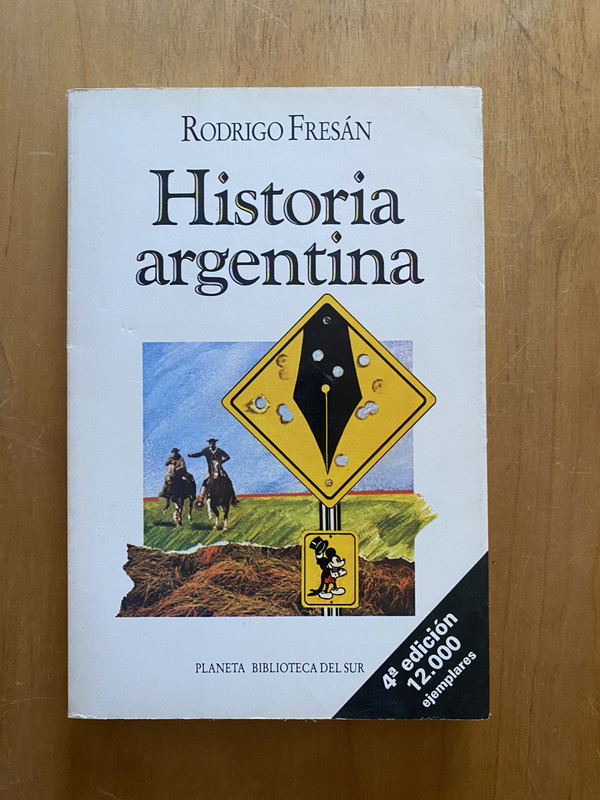 RODRIGO FRESÁN
Historia
argentina
PLANETA BIBLIOTECA DEL SUR
4ª edición
12.000
ejemplares